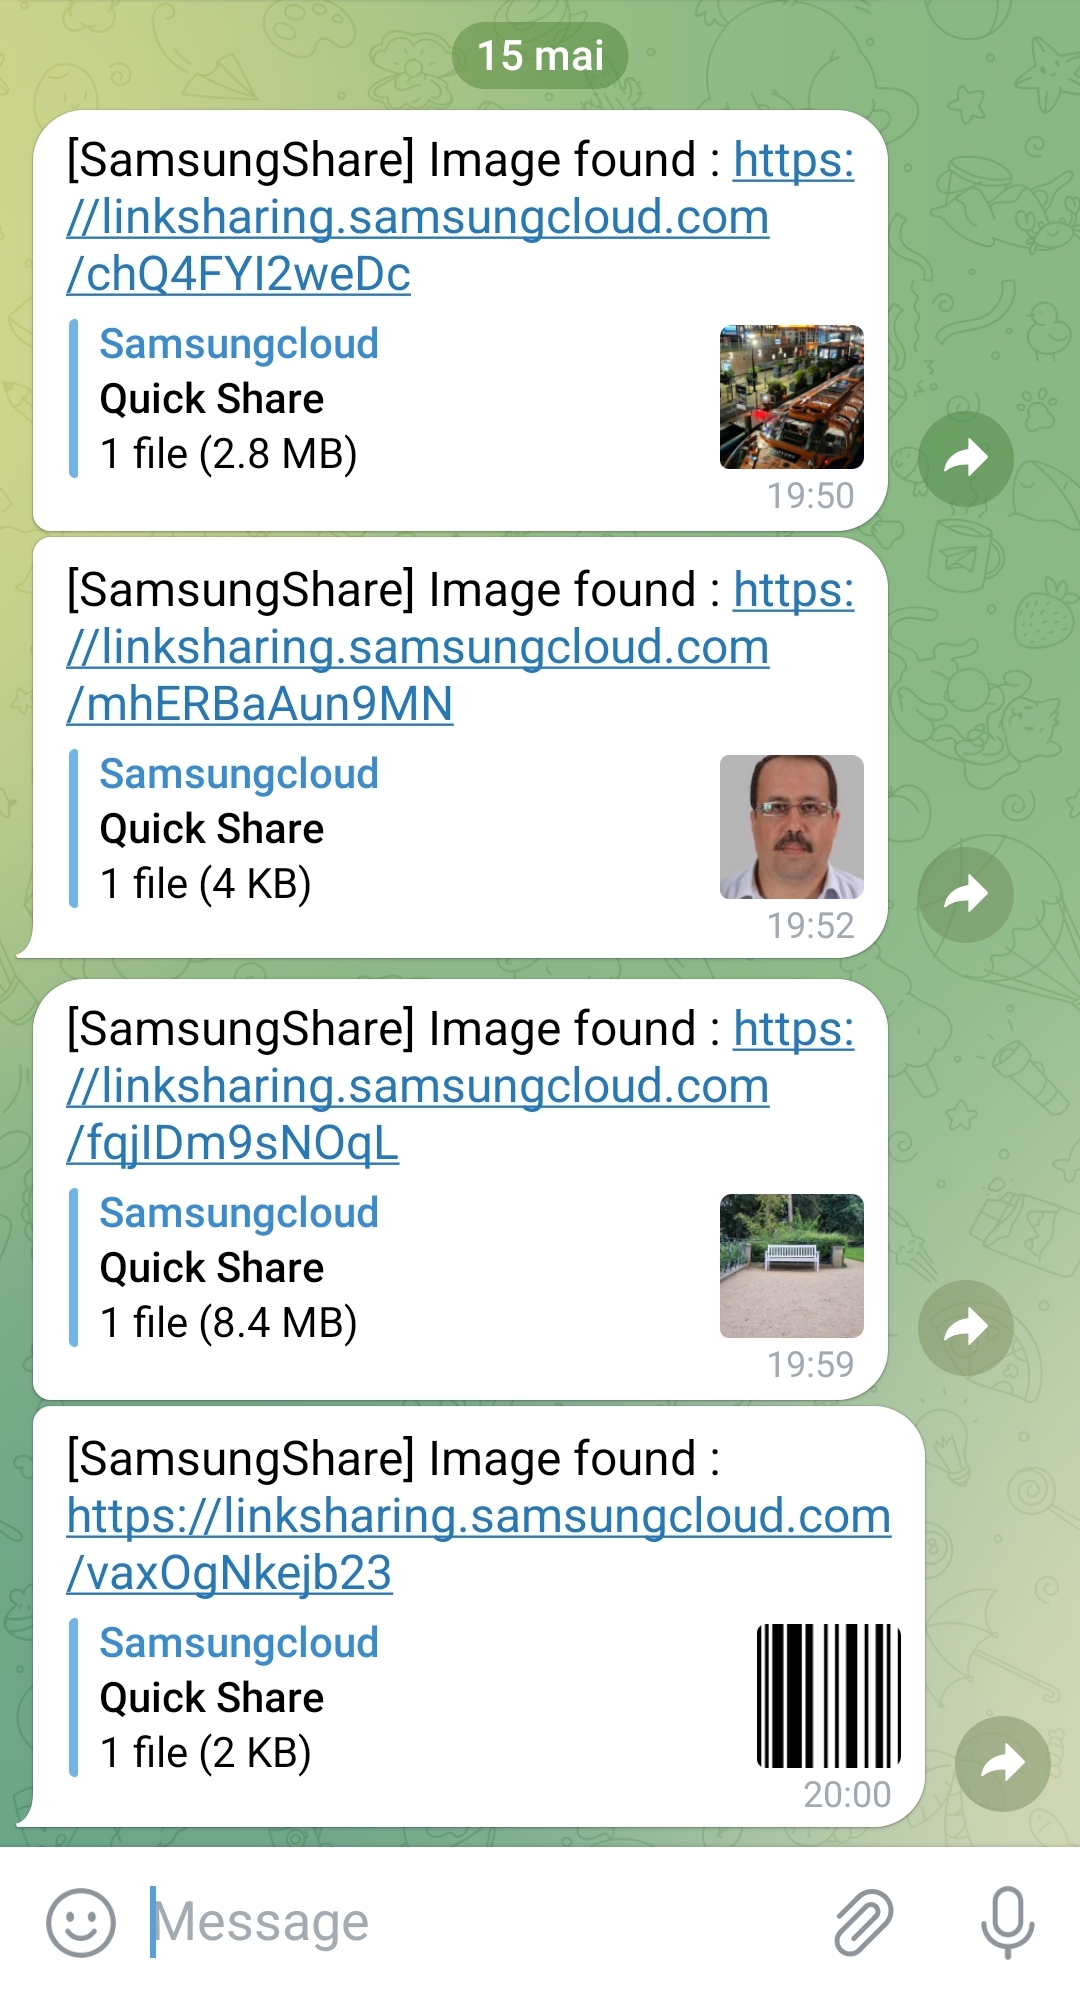 15 mai
[SamsungShare] Image found : https:
//linksharing.samsungcloud.com
/chQ4FYI2weDc
Samsungcloud
Quick Share
1 file (2.8 MB)
19:50
[SamsungShare] Image found : https:
//linksharing.samsungcloud.com
/mhERBaAun9MN
Samsungcloud
Quick Share
1 file (4 KB)
19:52
[SamsungShare] Image found : https:
//linksharing.samsungcloud.com
/fqjIDm9sNOqL
Samsungcloud
Quick Share
1 file (8.4 MB)
19:59
[SamsungShare] Image found :
https://linksharing.samsungcloud.com
/vaxOgNkejb23
Samsungcloud
Quick Share
1 file (2 KB)
20:00
Message